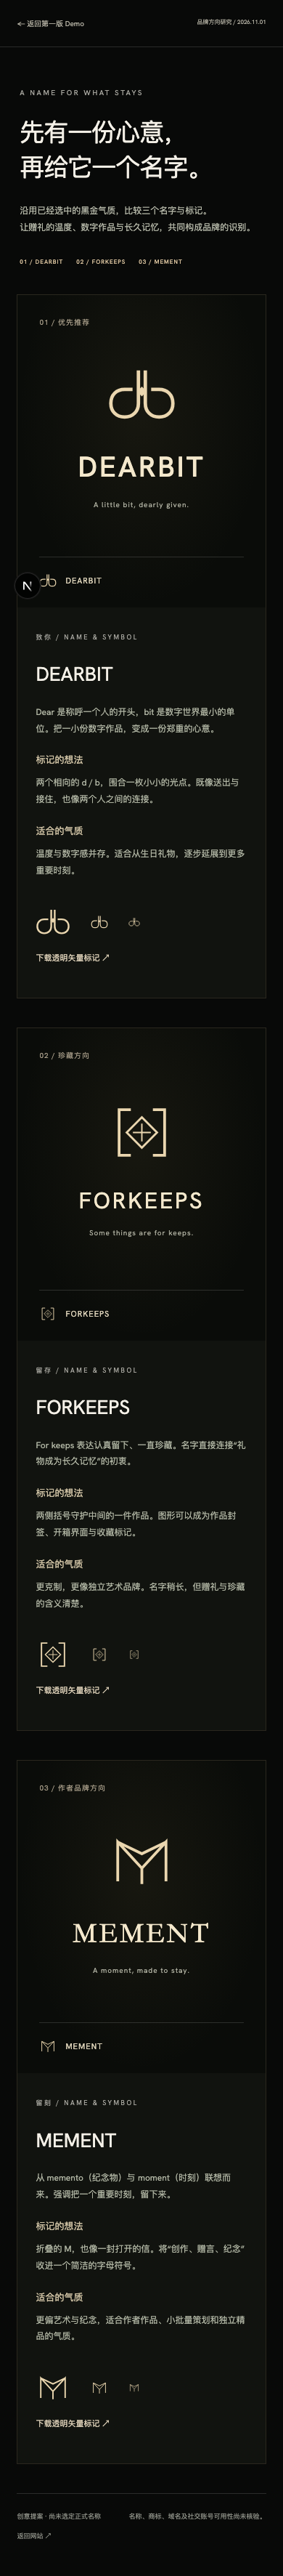 ← 返回第一版 Demo
品牌方向研究 / 2026.11.01
A NAME FOR WHAT STAYS
先有一份心意，
再给它一个名字。
沿用已经选中的黑金气质，比较三个名字与标记。
让赠礼的温度、数字作品与长久记忆，共同构成品牌的识别。
01 / DEARBIT 02 / FORKEEPS 03 / MEMENT
01 / 优先推荐
DEARBIT
A little bit, dearly given.
N
DEARBIT
致你 / NAME & SYMBOL
DEARBIT
Dear 是称呼一个人的开头，bit 是数字世界最小的单
位。把一小份数字作品，变成一份郑重的心意。
标记的想法
两个相向的 d / b，围合一枚小小的光点。既像送出与
接住，也像两个人之间的连接。
适合的气质
温度与数字感并存。适合从生日礼物，逐步延展到更多
重要时刻。
下载透明矢量标记 ↗
02 / 珍藏方向
FORKEEPS
Some things are for keeps.
FORKEEPS
留存 / NAME & SYMBOL
FORKEEPS
For keeps 表达认真留下、一直珍藏。名字直接连接“礼
物成为长久记忆”的初衷。
标记的想法
两侧括号守护中间的一件作品。图形可以成为作品封
签、开箱界面与收藏标记。
适合的气质
更克制，更像独立艺术品牌。名字稍长，但赠礼与珍藏
的含义清楚。
下载透明矢量标记 ↗
03 / 作者品牌方向
MEMENT
A moment, made to stay.
MEMENT
留刻 / NAME & SYMBOL
MEMENT
从 memento（纪念物）与 moment（时刻）联想而
来。强调把一个重要时刻，留下来。
标记的想法
折叠的 M，也像一封打开的信。将“创作、赠言、纪念”
收进一个简洁的字母符号。
适合的气质
更偏艺术与纪念，适合作者作品、小批量策划和独立精
品的气质。
下载透明矢量标记 ↗
创意提案 · 尚未选定正式名称
名称、商标、域名及社交账号可用性尚未核验。
返回网站 ↗